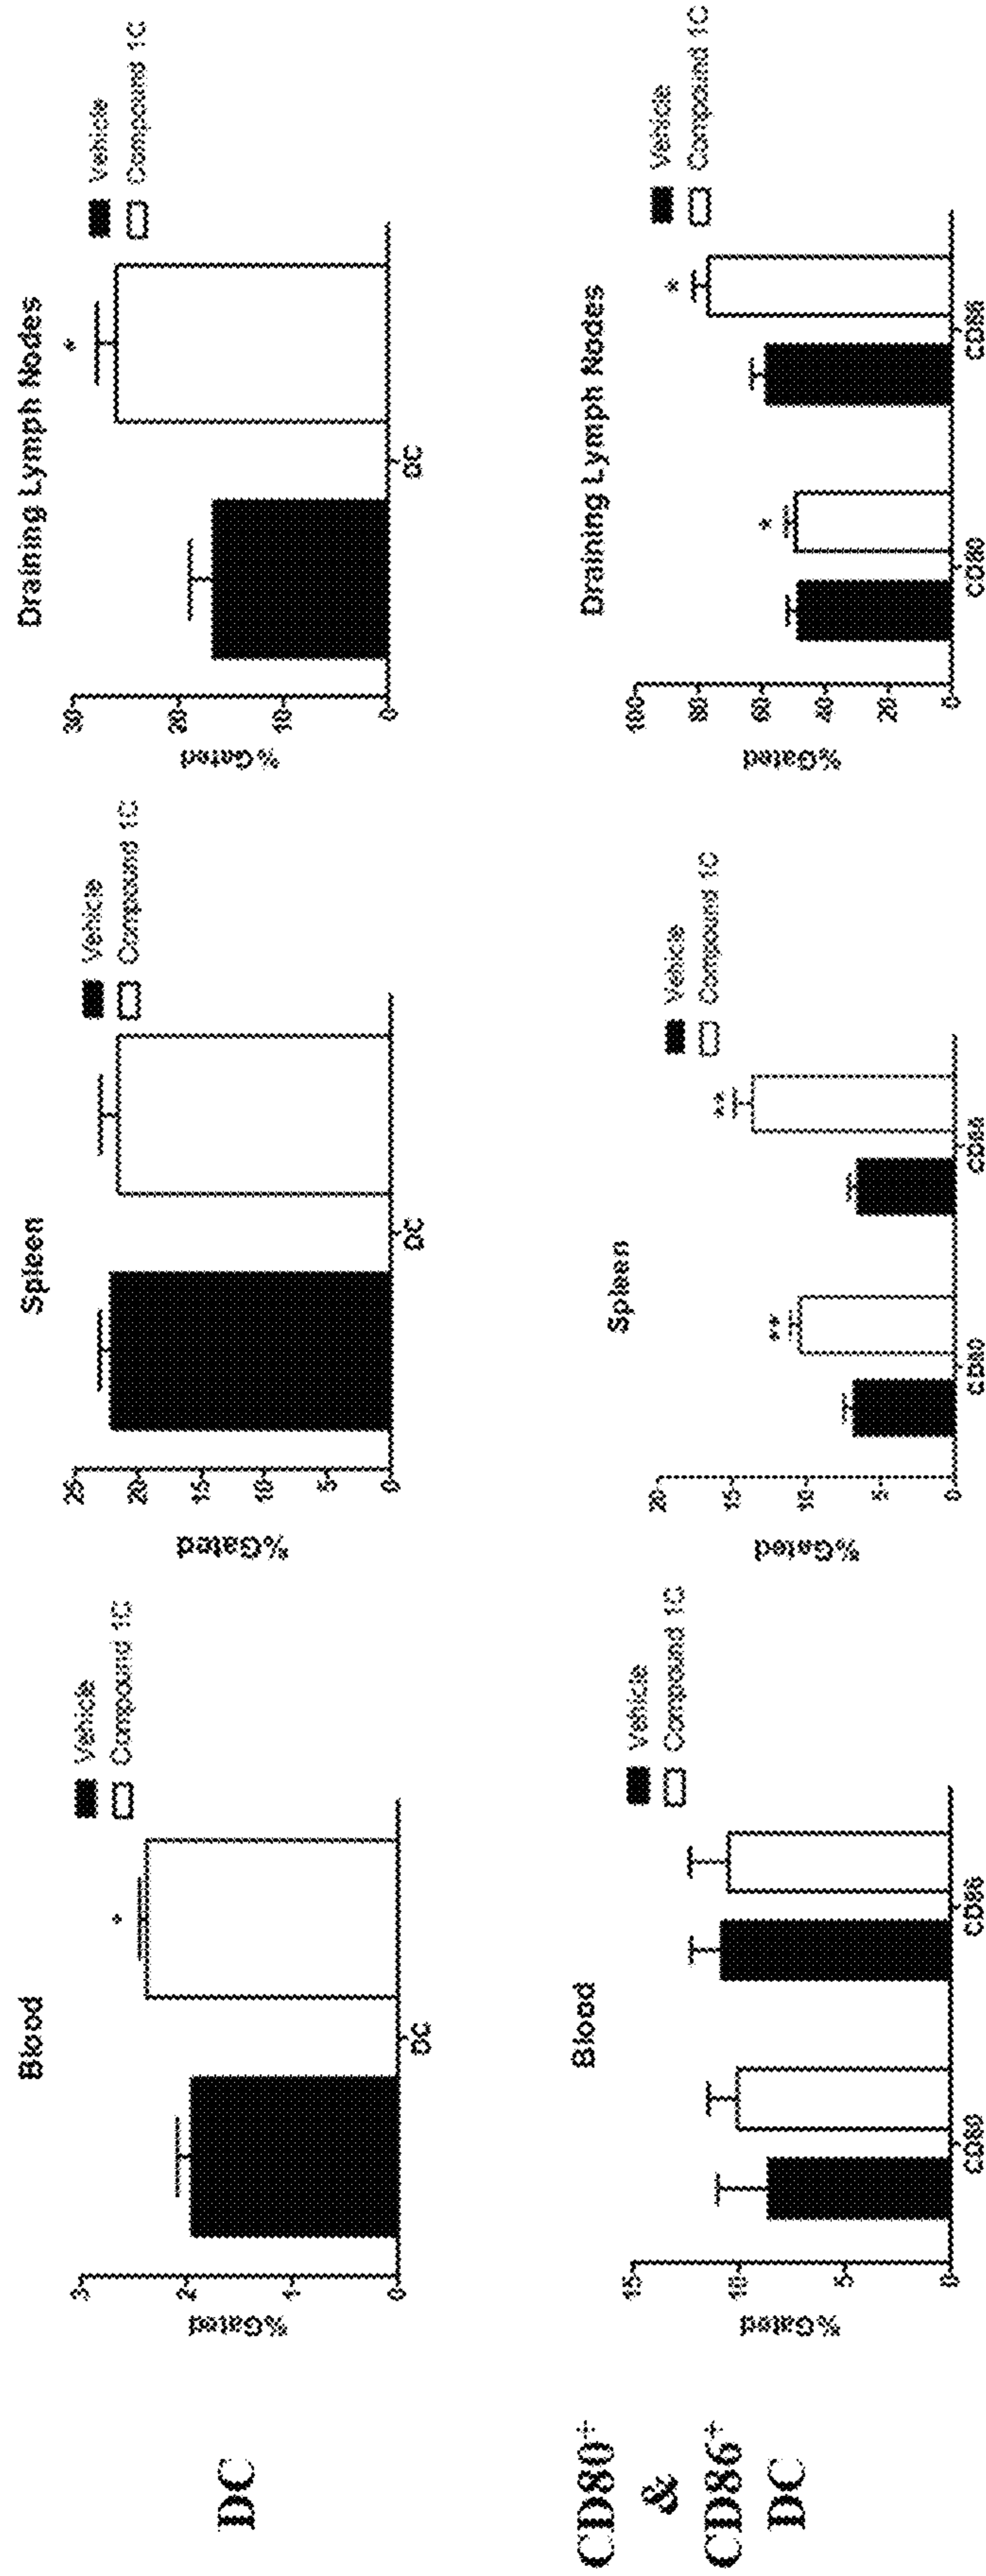 DC
Blood
%Gated
3
2
1
0
DC
*
Vehicle
Compound 1C
Spleen
%Gated
25
20
15
10
5
0
DC
Vehicle
Compound 1C
Draining Lymph Nodes
%Gated
30
20
10
0
DC
*
Vehicle
Compound 1C
CD80+
&
CD86+
DC
Blood
%Gated
15
10
5
0
CD80
CD86
Vehicle
Compound 1C
Spleen
%Gated
20
15
10
5
0
CD80
CD86
**
**
Vehicle
Compound 1C
Draining Lymph Nodes
%Gated
100
80
60
40
20
0
CD80
CD86
*
*
Vehicle
Compound 1C